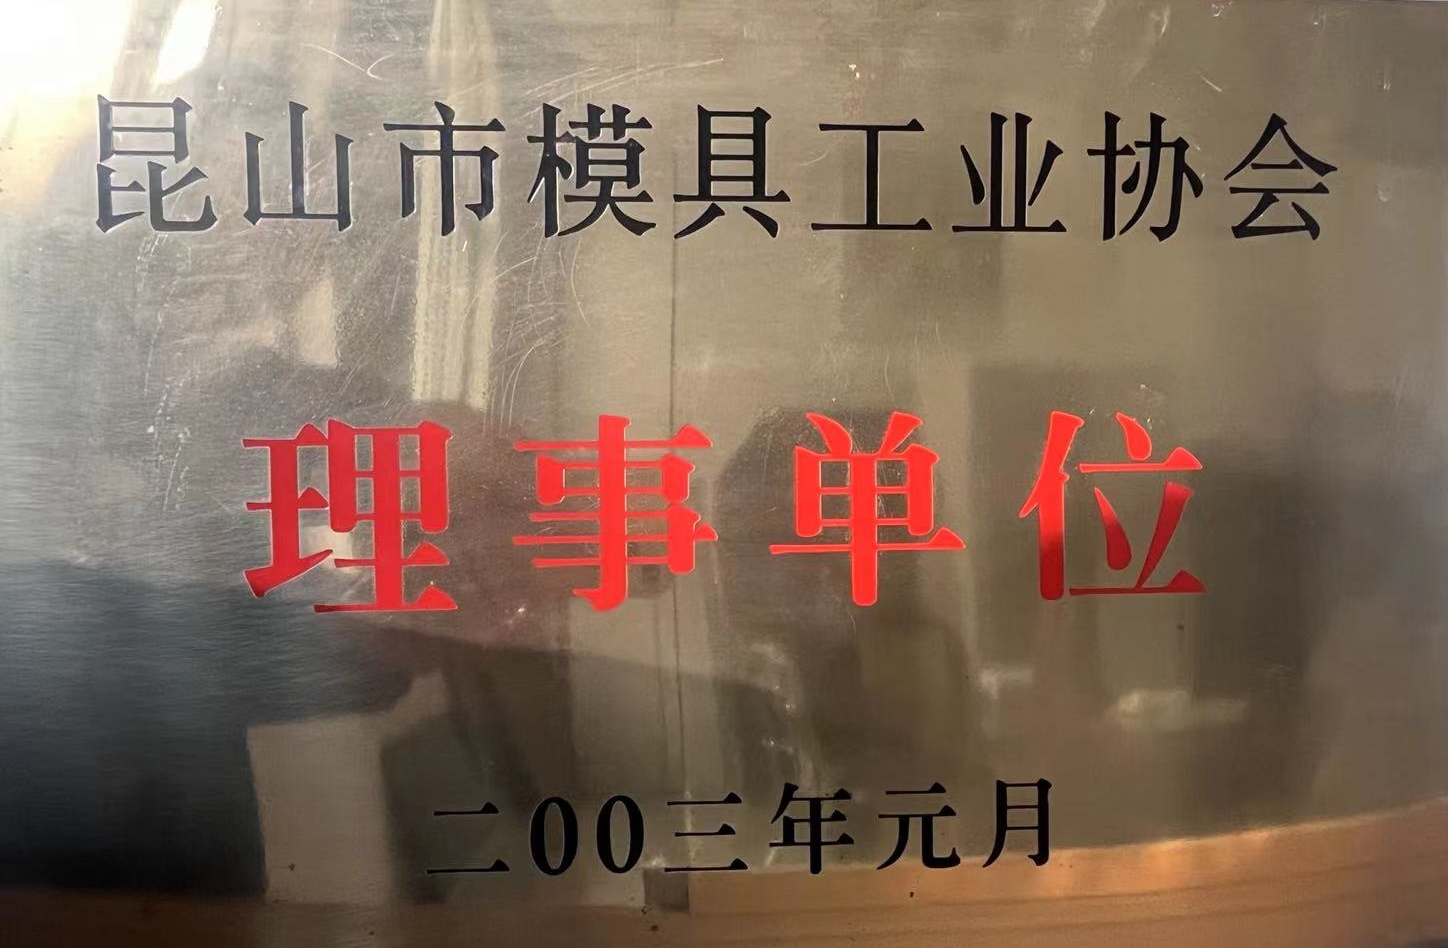 昆山市模具工业协会
理事单位
二00三年元月